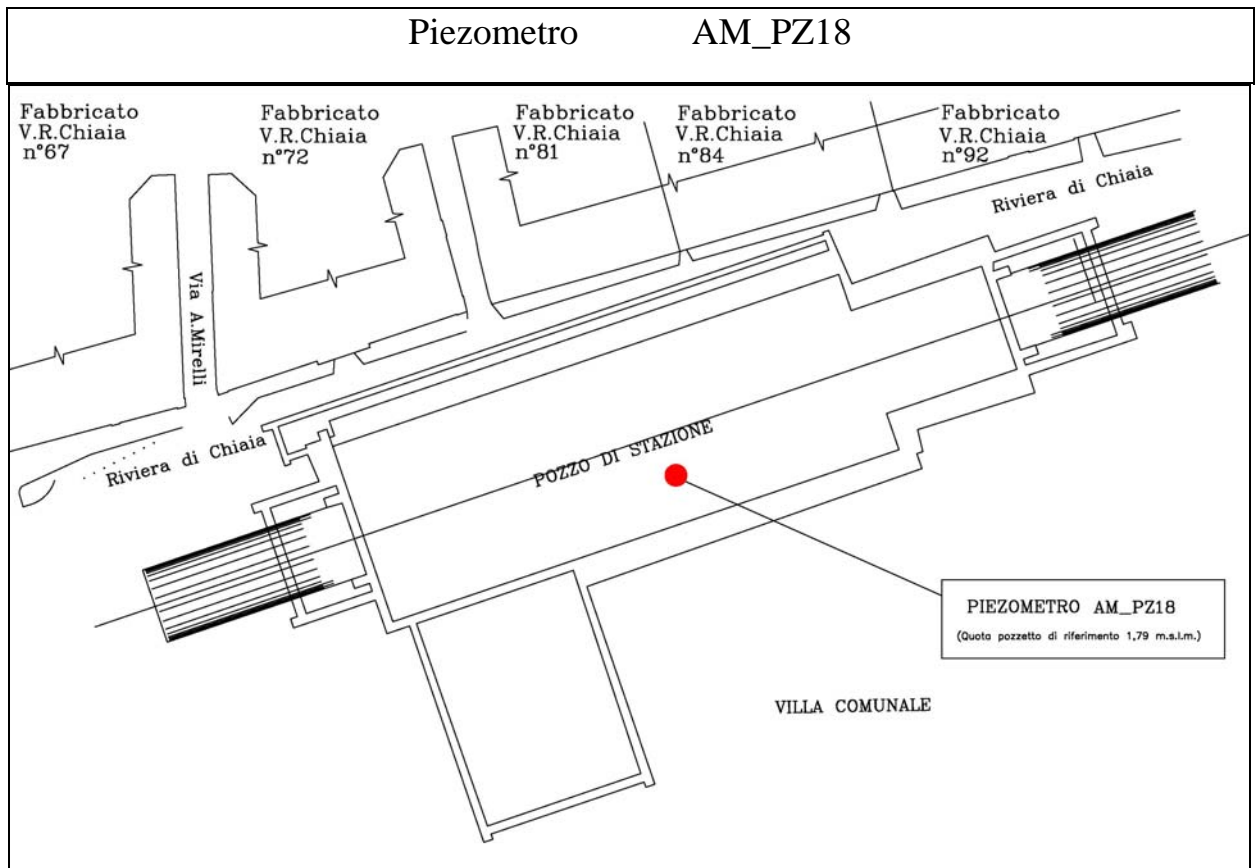 Piezometro AM_PZ18
Fabbricato
V.R.Chiaia
n°67
Fabbricato
V.R.Chiaia
n°72
Fabbricato
V.R.Chiaia
n°81
Fabbricato
V.R.Chiaia
n°84
Fabbricato
V.R.Chiaia
n°92
Riviera di Chiaia
Via A.Mirelli
Riviera di Chiaia
POZZO DI STAZIONE
PIEZOMETRO AM_PZ18
(Quota pozzetto di riferimento 1,79 m.s.l.m.)
VILLA COMUNALE